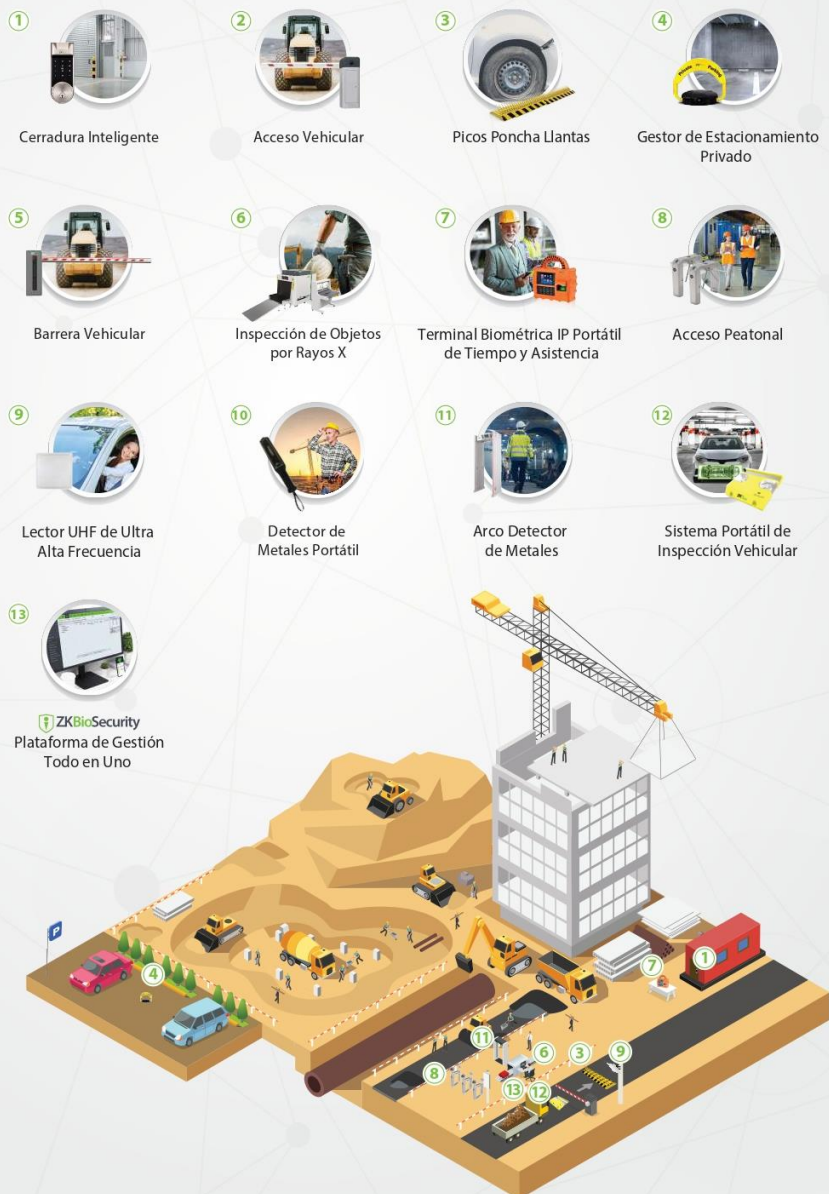 1
2
3
4
Cerradura Inteligente
Acceso Vehicular
Picos Poncha Llantas
Gestor de Estacionamiento
Privado
5
6
7
8
Barrera Vehicular
Inspección de Objetos
por Rayos X
Terminal Biométrica IP Portátil
de Tiempo y Asistencia
Acceso Peatonal
9
10
11
12
Lector UHF de Ultra
Alta Frecuencia
Detector de
Metales Portátil
Arco Detector
de Metales
Sistema Portátil de
Inspección Vehicular
13
ZKBioSecurity
Plataforma de Gestión
Todo en Uno
P
4
7
1
11
6
3
9
8
13
12